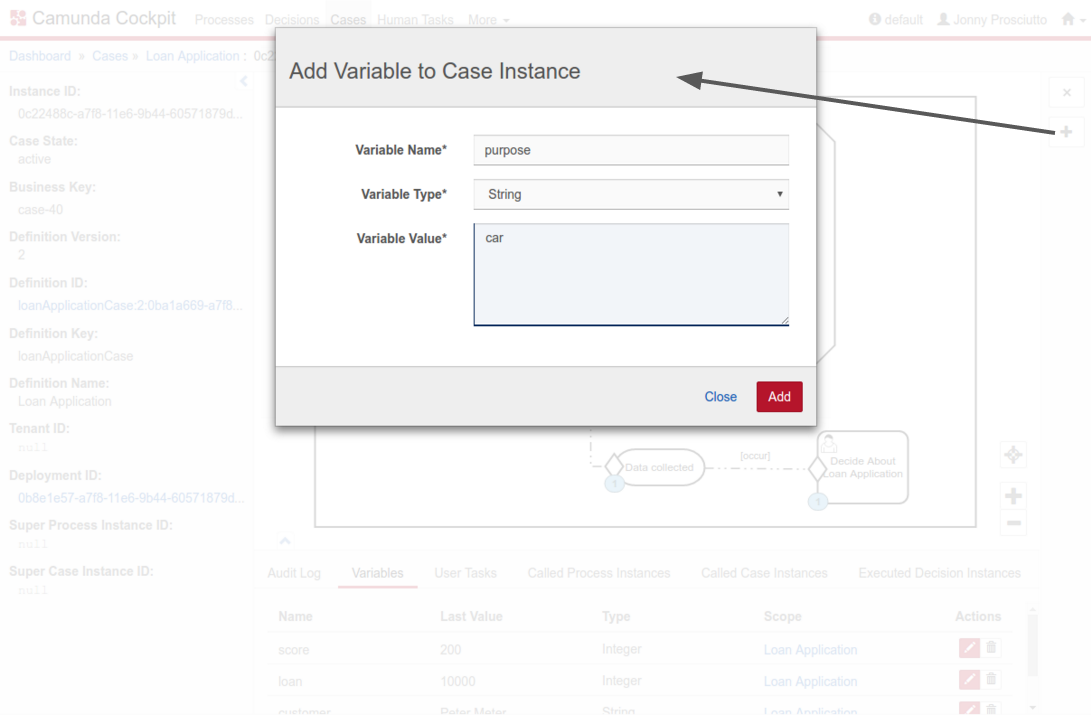 Camunda Cockpit Processes Decisions Cases Human Tasks More default Jonny Prosciutto
Dashboard » Cases » Loan Application : 0c2
Instance ID:
0c22488c-a7f8-11e6-9b44-60571879d...
Case State:
active
Business Key:
case-40
Definition Version:
2
Definition ID:
loanApplicationCase:2:0ba1a669-a7f8...
Definition Key:
loanApplicationCase
Definition Name:
Loan Application
Tenant ID:
null
Deployment ID:
0b8e1e57-a7f8-11e6-9b44-60571879d...
Super Process Instance ID:
null
Super Case Instance ID:
null
Add Variable to Case Instance
Variable Name* purpose
Variable Type* String
Variable Value* car
Close Add
Data collected
1
[occur]
Decide About
Loan Application
1
Audit Log Variables User Tasks Called Process Instances Called Case Instances Executed Decision Instances
Name Last Value Type Scope Actions
score 200 Integer Loan Application
loan 10000 Integer Loan Application
customer Peter Meter String Loan Application